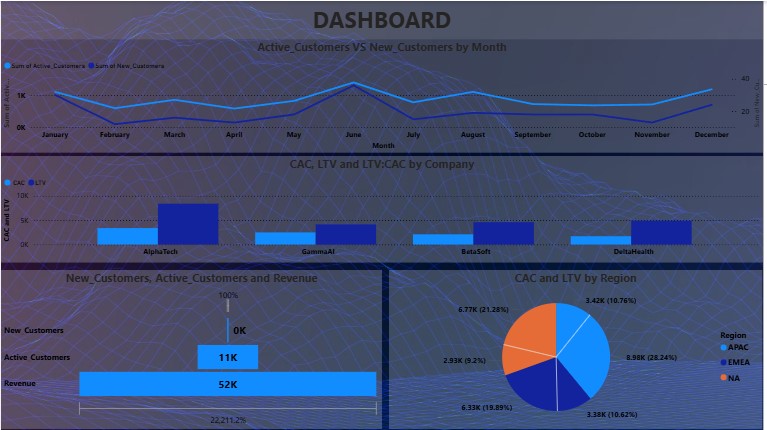 DASHBOARD
Active_Customers VS New_Customers by Month
Sum of Active_Customers Sum of New_Customers
Sum of Activ...
1K
0K
40
20
Sum of New_Cu...
January February March April May June July August September October November December
Month
CAC, LTV and LTV:CAC by Company
CAC LTV
CAC and LTV
10K
5K
0K
AlphaTech GammaAI BetaSoft DeltaHealth
New_Customers, Active_Customers and Revenue
100%
New Customers 0K
Active Customers 11K
Revenue 52K
22,211.2%
CAC and LTV by Region
3.42K (10.76%)
6.77K (21.28%)
8.98K (28.24%)
2.93K (9.2%)
6.33K (19.89%)
3.38K (10.62%)
Region
APAC
EMEA
NA